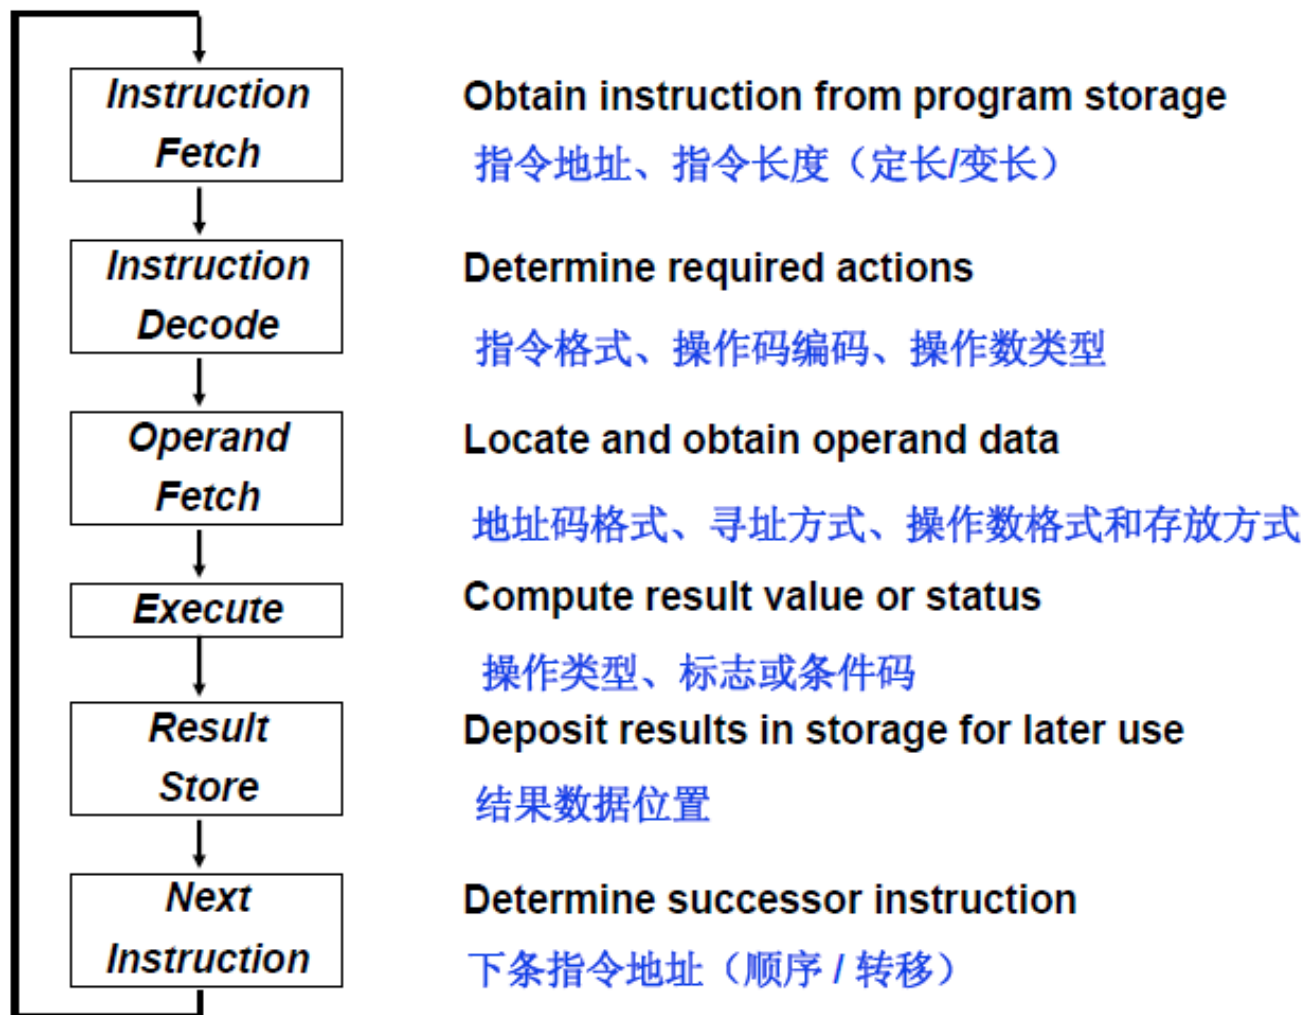 Instruction
Fetch
Obtain instruction from program storage
指令地址、指令长度（定长/变长）
Instruction
Decode
Determine required actions
指令格式、操作码编码、操作数类型
Operand
Fetch
Locate and obtain operand data
地址码格式、寻址方式、操作数格式和存放方式
Execute
Compute result value or status
操作类型、标志或条件码
Result
Store
Deposit results in storage for later use
结果数据位置
Next
Instruction
Determine successor instruction
下条指令地址（顺序 / 转移）